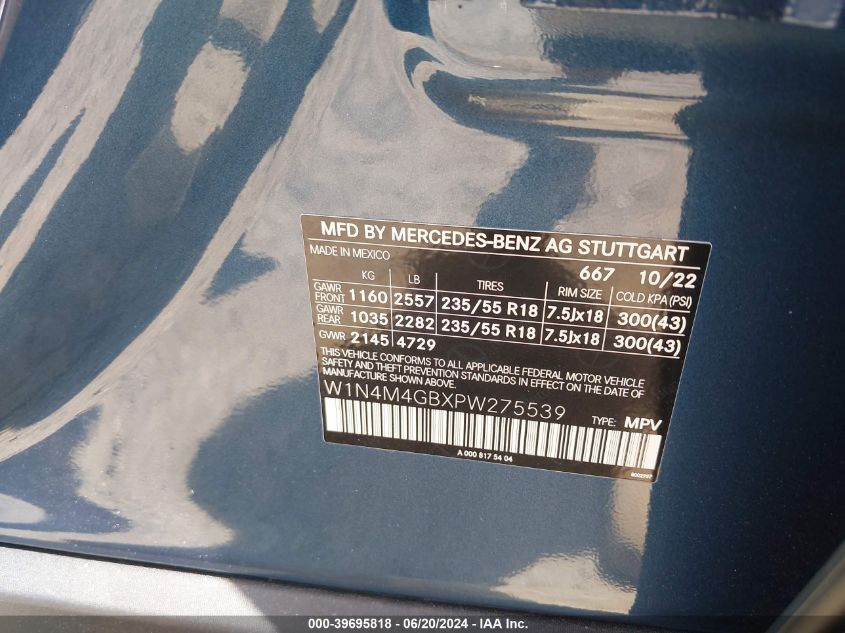 MFD BY MERCEDES-BENZ AG STUTTGART
MADE IN MEXICO 667 10/22
KG LB TIRES RIM SIZE COLD KPA (PSI)
GAWR FRONT 1160 2557 235/55 R18 7.5Jx18 300(43)
GAWR REAR 1035 2282 235/55 R18 7.5Jx18 300(43)
GVWR 2145 4729
THIS VEHICLE CONFORMS TO ALL APPLICABLE FEDERAL MOTOR VEHICLE
SAFETY AND THEFT PREVENTION STANDARDS IN EFFECT ON THE DATE OF
MANUFACTURE SHOWN ABOVE.
W1N4M4GBXPW275539 TYPE: MPV
A 000 817 54 04
000-39695818 - 06/20/2024 - IAA Inc.